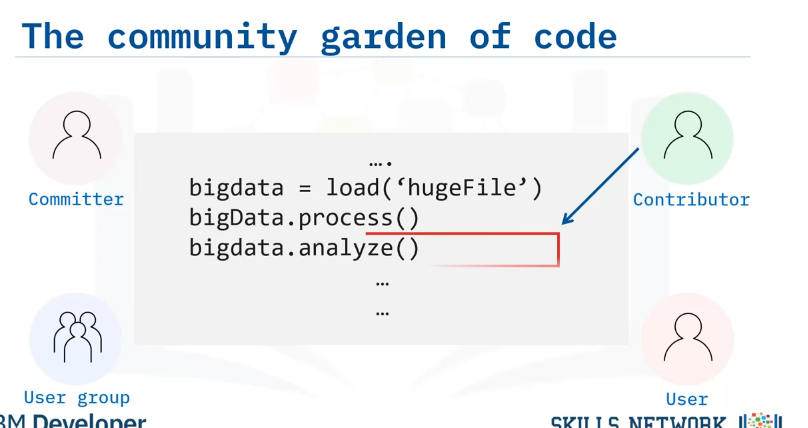 The community garden of code
….
bigdata = load(‘hugeFile’)
bigData.process()
bigdata.analyze()
…
…
Committer
Contributor
User group
User
BM Developer
SKILLS NETWORK